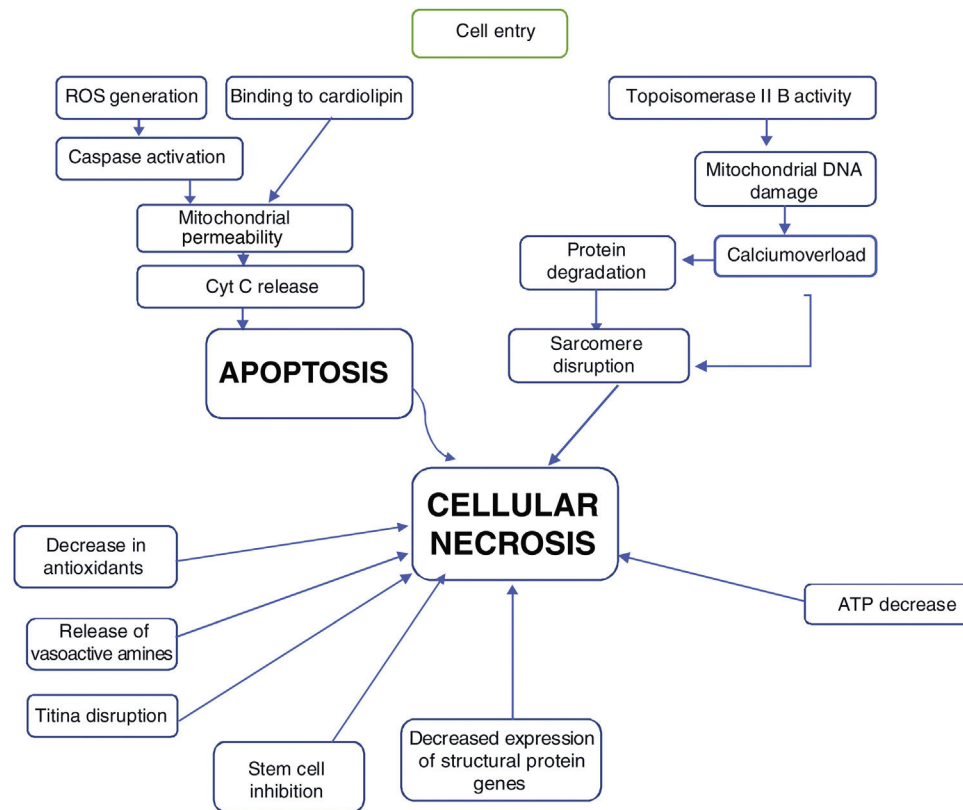 Cell entry
ROS generation
Binding to cardiolipin
Topoisomerase II B activity
Caspase activation
Mitochondrial DNA
damage
Mitochondrial
permeability
Protein
degradation
Calciumoverload
Cyt C release
Sarcomere
disruption
APOPTOSIS
CELLULAR
NECROSIS
Decrease in
antioxidants
ATP decrease
Release of
vasoactive amines
Titina disruption
Stem cell
inhibition
Decreased expression
of structural protein
genes